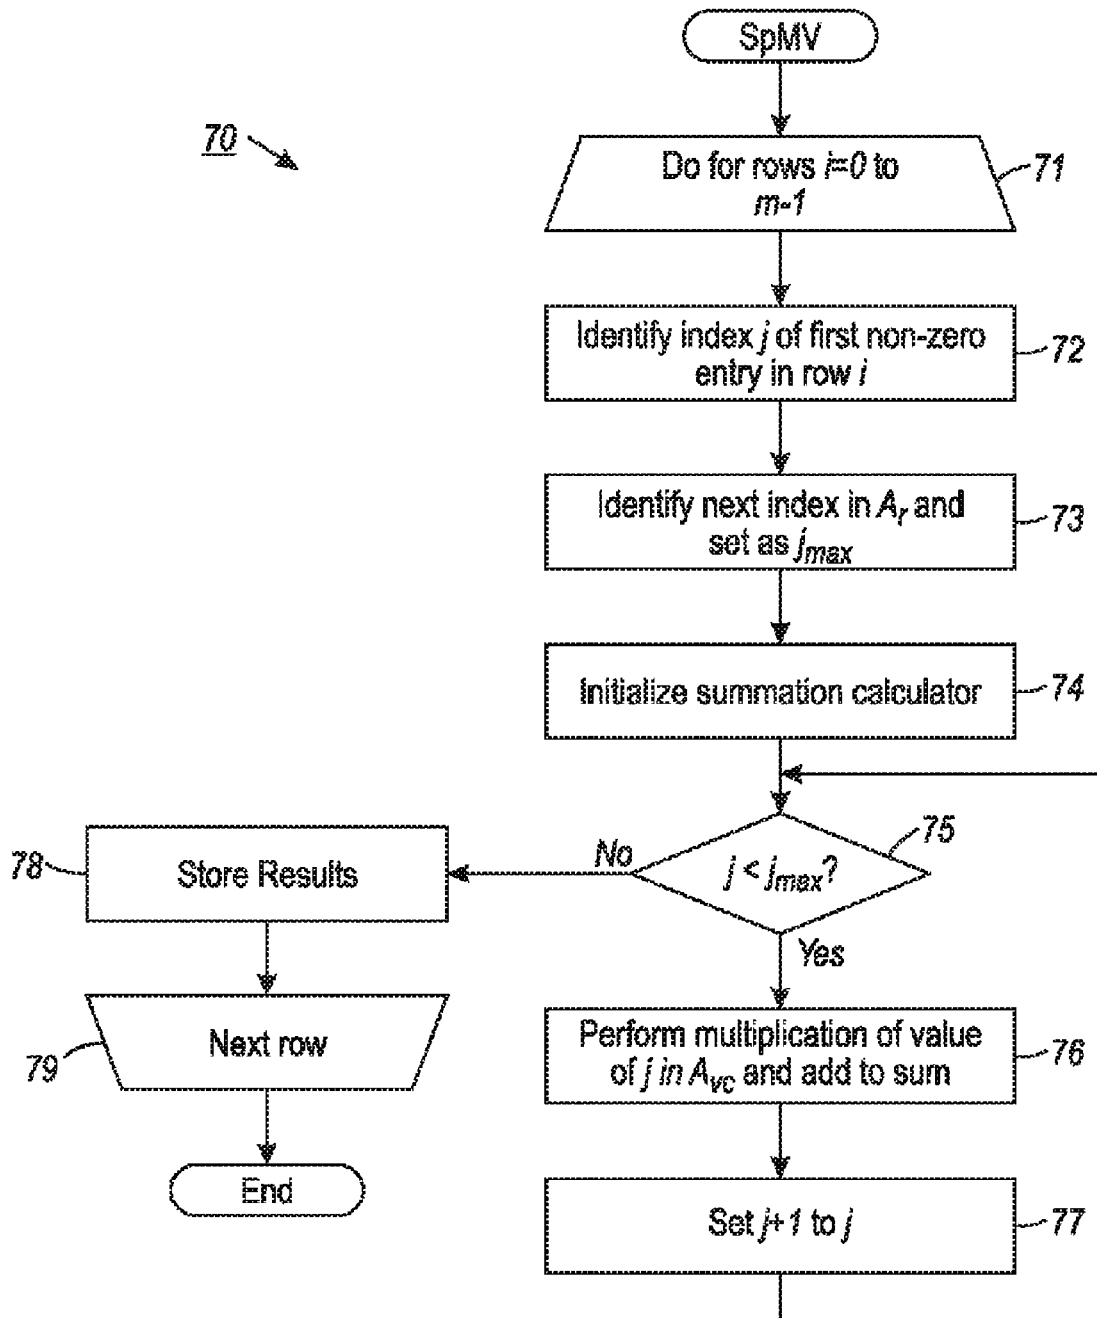 SpMV
70
Do for rows i=0 to
m-1
71
Identify index j of first non-zero
entry in row i
72
Identify next index in Ar and
set as jmax
73
Initialize summation calculator
74
j < jmax?
75
No
Yes
Store Results
78
Next row
79
End
Perform multiplication of value
of j in Avc and add to sum
76
Set j+1 to j
77